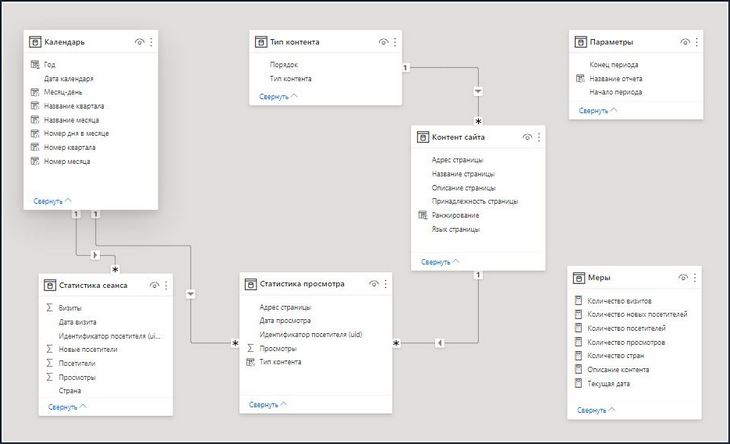 Календарь
Год
Дата календаря
Месяц-день
Название квартала
Название месяца
Номер дня в месяце
Номер квартала
Номер месяца
Свернуть
Тип контента
Порядок
Тип контента
Свернуть
Параметры
Конец периода
Название отчета
Начало периода
Свернуть
1
*
Контент сайта
Адрес страницы
Название страницы
Описание страницы
Принадлежность страницы
Ранжирование
Язык страницы
Свернуть
1
1
*
1
Статистика сеанса
Визиты
Дата визита
Идентификатор посетителя (ui...
Новые посетители
Посетители
Просмотры
Страна
Свернуть
Статистика просмотра
Адрес страницы
Дата просмотра
Идентификатор посетителя (uid)
Просмотры
Тип контента
Свернуть
*
*
Меры
Количество визитов
Количество новых посетителей
Количество посетителей
Количество просмотров
Количество стран
Описание контента
Текущая дата
Свернуть